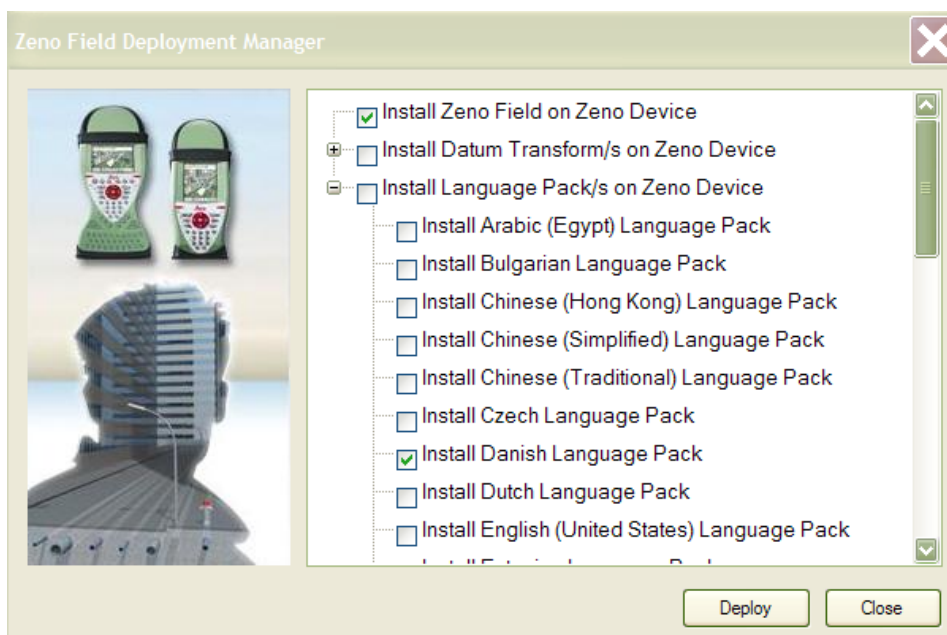 Zeno Field Deployment Manager
Install Zeno Field on Zeno Device
Install Datum Transform/s on Zeno Device
Install Language Pack/s on Zeno Device
Install Arabic (Egypt) Language Pack
Install Bulgarian Language Pack
Install Chinese (Hong Kong) Language Pack
Install Chinese (Simplified) Language Pack
Install Chinese (Traditional) Language Pack
Install Czech Language Pack
Install Danish Language Pack
Install Dutch Language Pack
Install English (United States) Language Pack
Deploy
Close